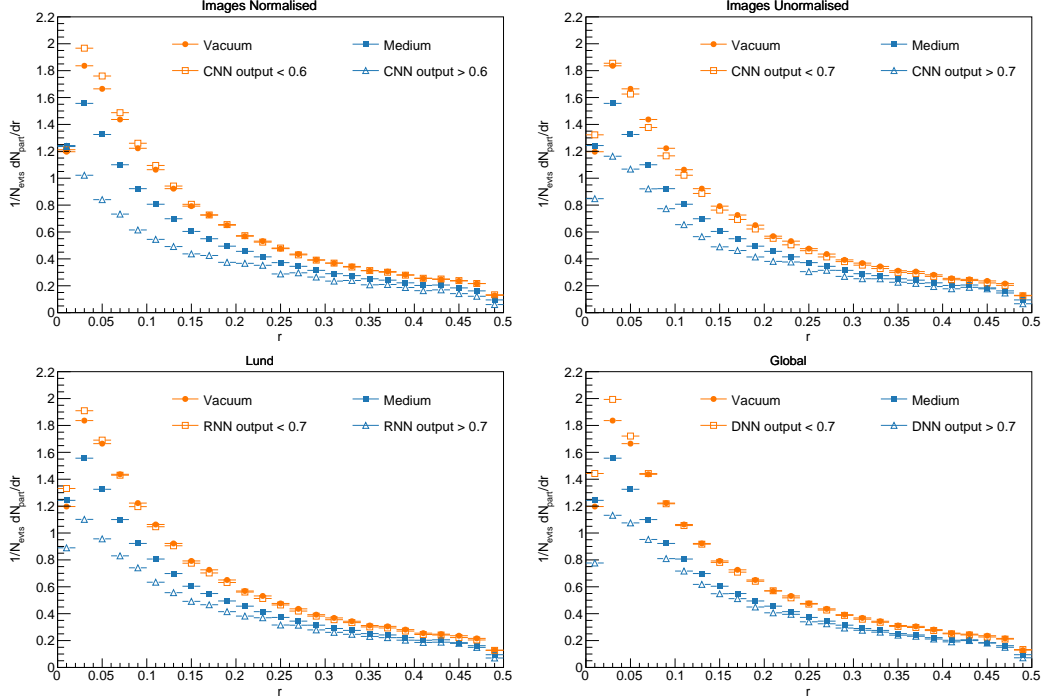 Images Normalised
2.2
2
1.8
1.6
1.4
1.2
1
0.8
0.6
0.4
0.2
0
1/N_evts dN_part/dr
Vacuum
Medium
CNN output < 0.6
CNN output > 0.6
0 0.05 0.1 0.15 0.2 0.25 0.3 0.35 0.4 0.45 0.5
r
Images Unormalised
2.2
2
1.8
1.6
1.4
1.2
1
0.8
0.6
0.4
0.2
0
1/N_evts dN_part/dr
Vacuum
Medium
CNN output < 0.7
CNN output > 0.7
0 0.05 0.1 0.15 0.2 0.25 0.3 0.35 0.4 0.45 0.5
r
Lund
2.2
2
1.8
1.6
1.4
1.2
1
0.8
0.6
0.4
0.2
0
1/N_evts dN_part/dr
Vacuum
Medium
RNN output < 0.7
RNN output > 0.7
0 0.05 0.1 0.15 0.2 0.25 0.3 0.35 0.4 0.45 0.5
r
Global
2.2
2
1.8
1.6
1.4
1.2
1
0.8
0.6
0.4
0.2
0
1/N_evts dN_part/dr
Vacuum
Medium
DNN output < 0.7
DNN output > 0.7
0 0.05 0.1 0.15 0.2 0.25 0.3 0.35 0.4 0.45 0.5
r